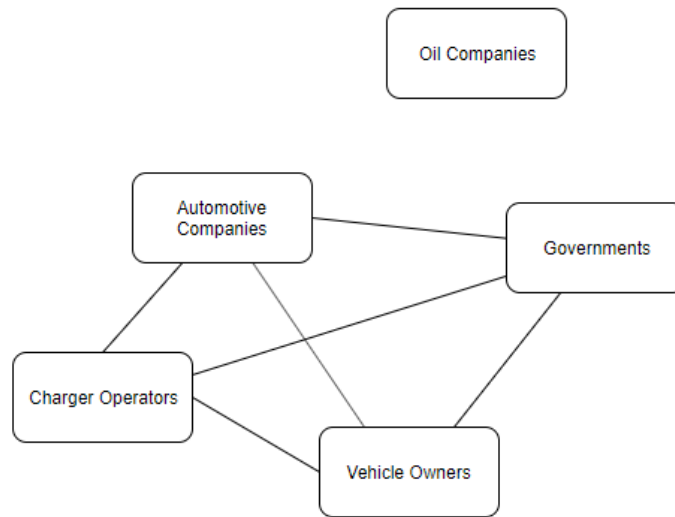 Oil Companies
Automotive
Companies
Governments
Charger Operators
Vehicle Owners